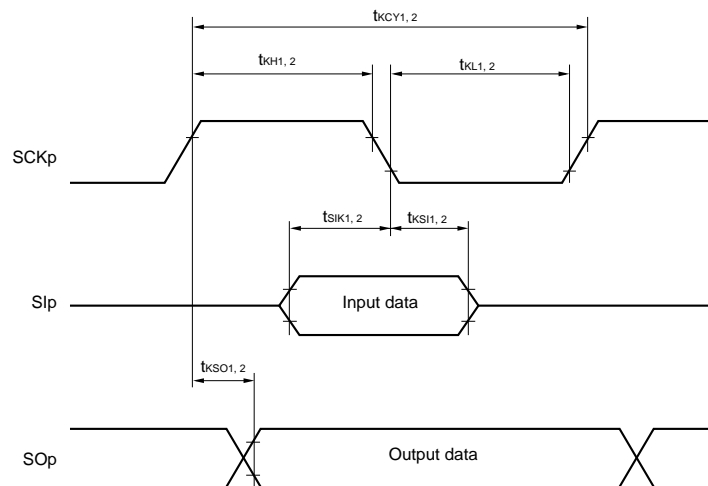 tKCY1, 2
tKH1, 2
tKL1, 2
SCKp
tSIK1, 2
tKSI1, 2
SIp
Input data
tKSO1, 2
SOp
Output data